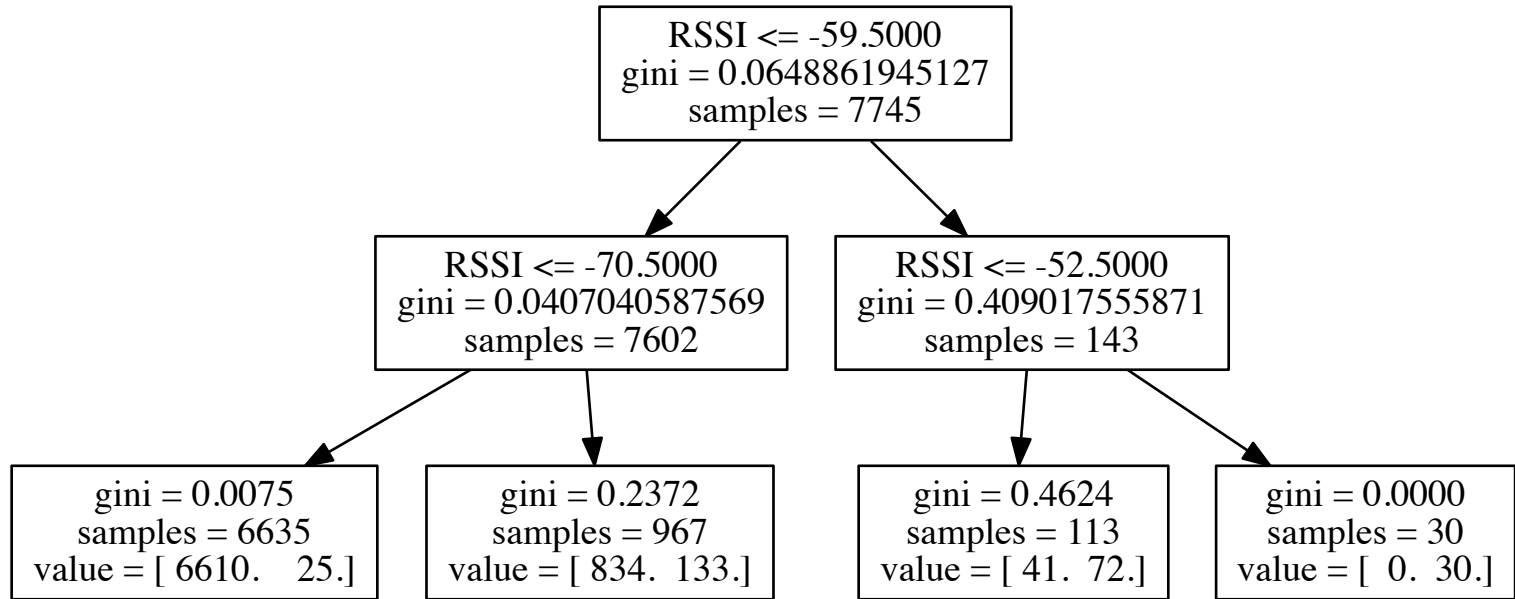 RSSI <= -59.5000
gini = 0.0648861945127
samples = 7745
RSSI <= -70.5000
gini = 0.0407040587569
samples = 7602
RSSI <= -52.5000
gini = 0.409017555871
samples = 143
gini = 0.0075
samples = 6635
value = [ 6610.    25.]
gini = 0.2372
samples = 967
value = [ 834.  133.]
gini = 0.4624
samples = 113
value = [ 41.  72.]
gini = 0.0000
samples = 30
value = [  0.  30.]